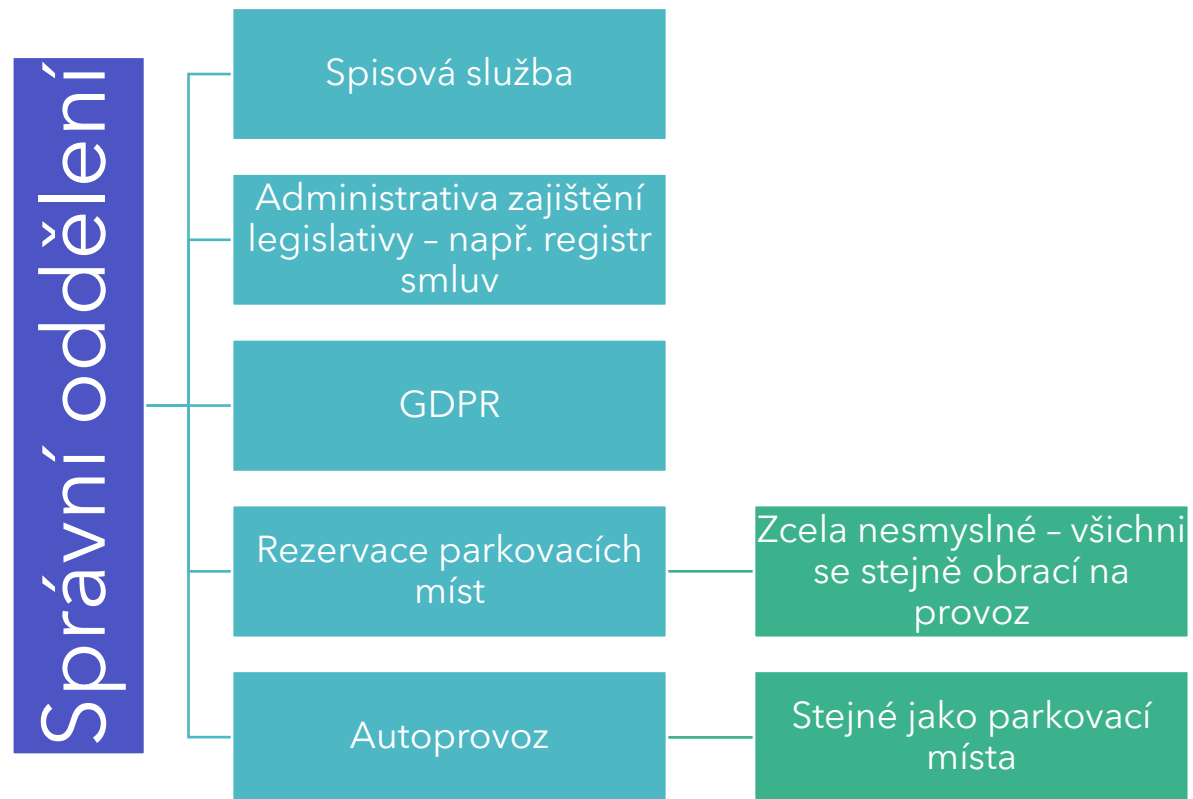 Správní oddělení
Spisová služba
Administrativa zajištění
legislativy – např. registr
smluv
GDPR
Rezervace parkovacích
míst
Zcela nesmyslné – všichni
se stejně obrací na
provoz
Autoprovoz
Stejné jako parkovací
místa